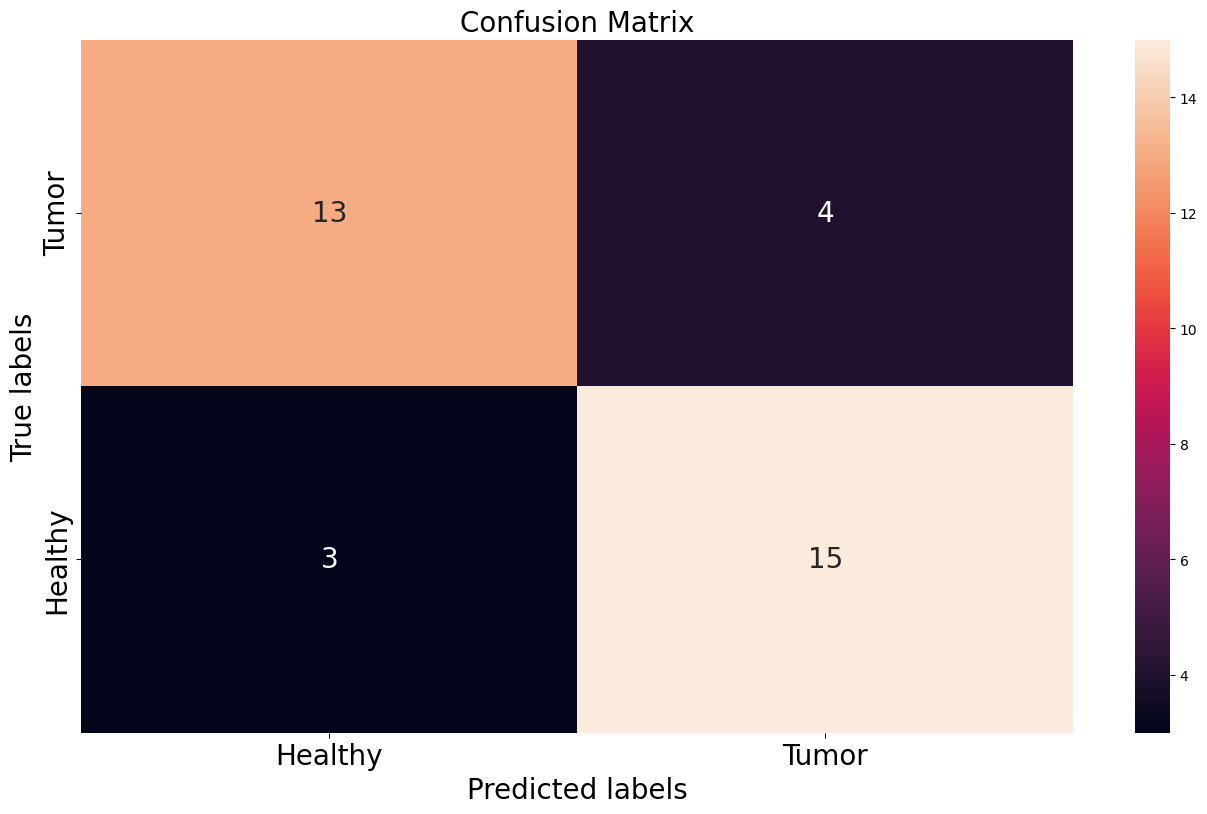 Confusion Matrix
True labels
Tumor
13
4
Healthy
3
15
Healthy
Tumor
Predicted labels
14
12
10
8
6
4